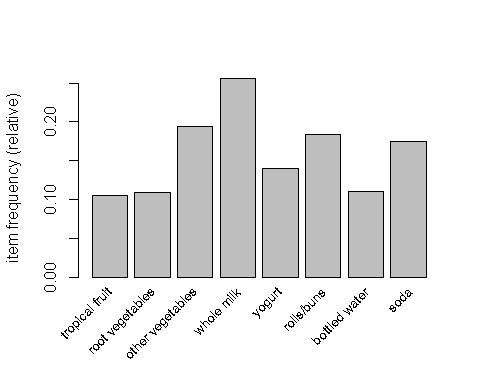 item frequency (relative)
0.20
0.10
0.00
tropical fruit
root vegetables
other vegetables
whole milk
yogurt
rolls/buns
bottled water
soda